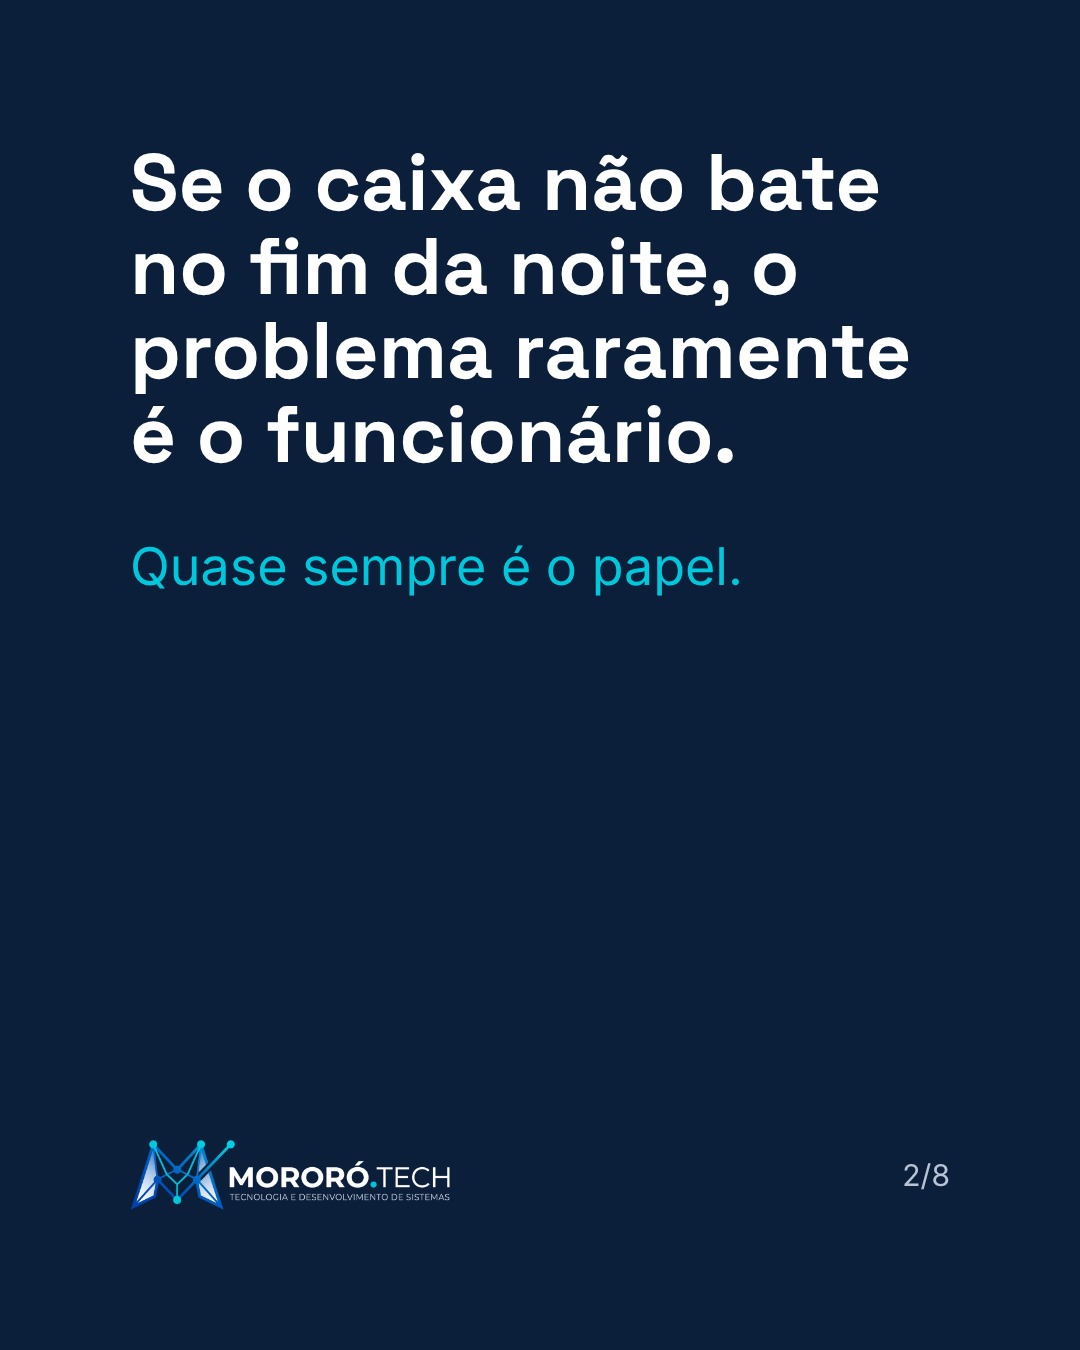 Se o caixa não bate
no fim da noite, o
problema raramente
é o funcionário.
Quase sempre é o papel.
MORORÓ.TECH
TECNOLOGIA E DESENVOLVIMENTO DE SISTEMAS
2/8